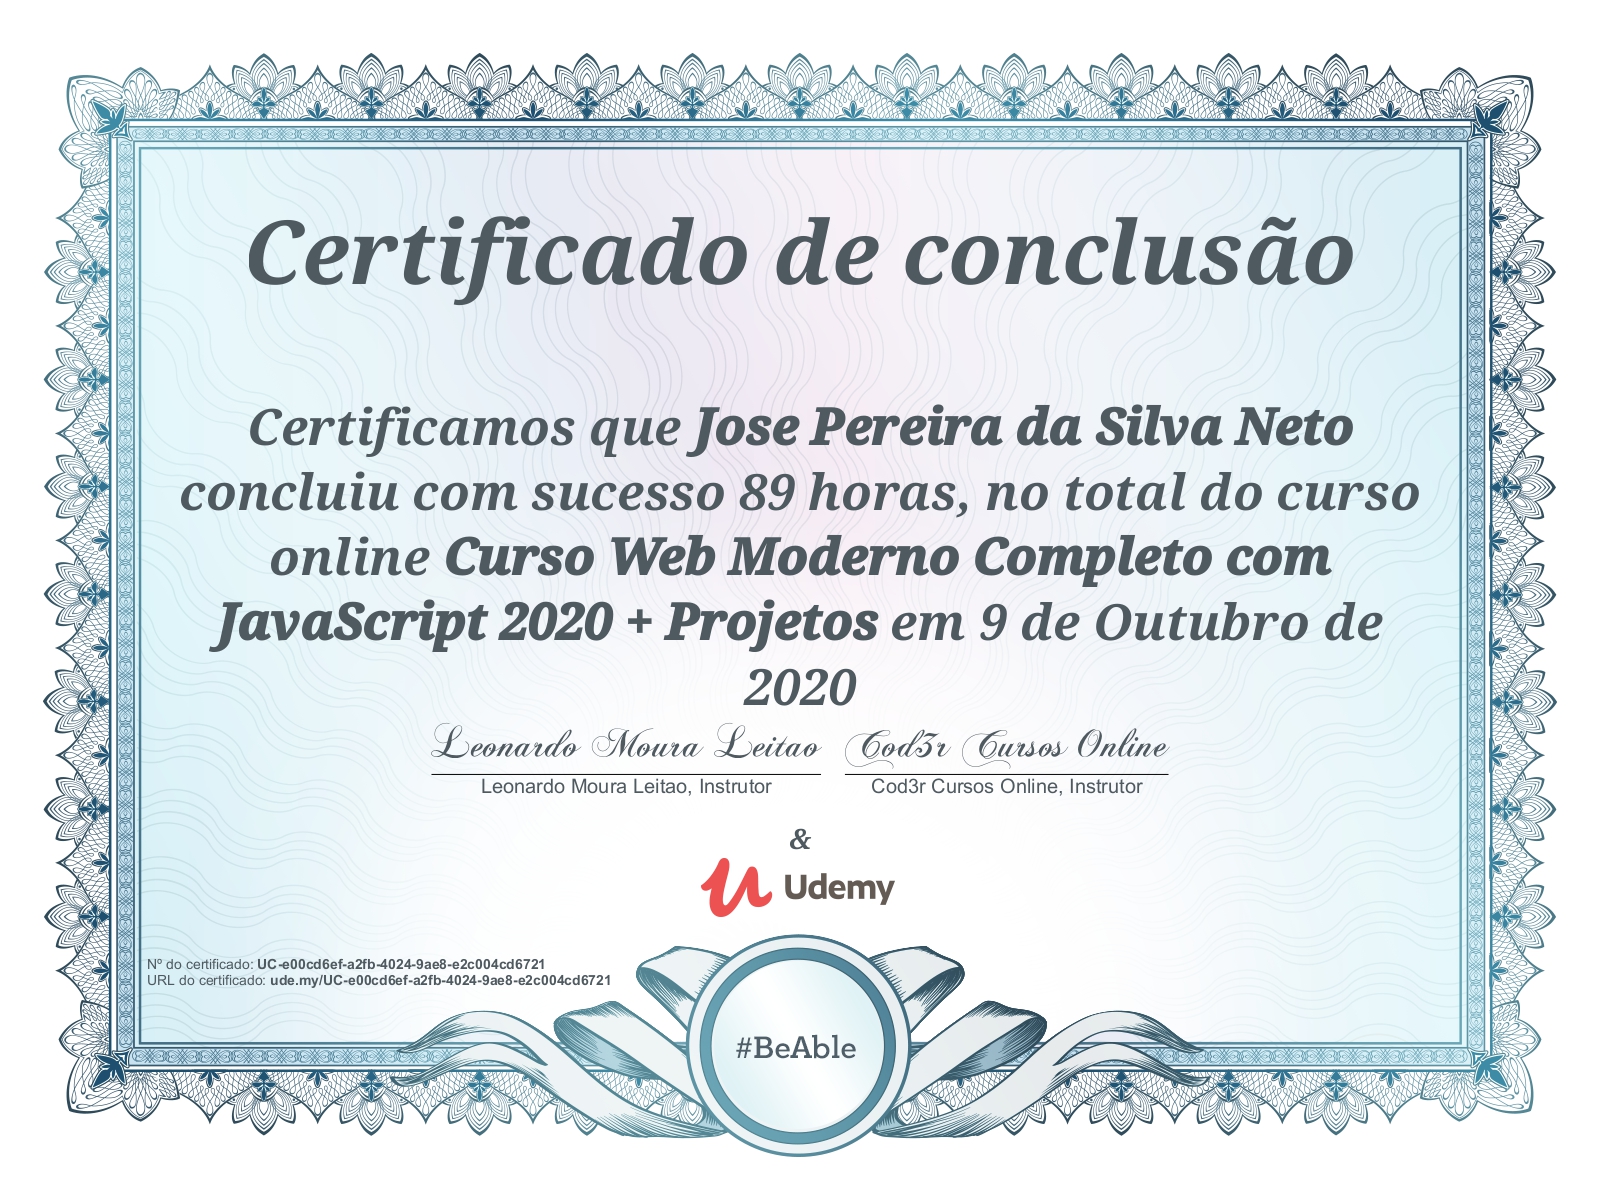 Certificado de conclusão
Certificamos que Jose Pereira da Silva Neto
concluiu com sucesso 89 horas, no total do curso
online Curso Web Moderno Completo com
JavaScript 2020 + Projetos em 9 de Outubro de
2020
Leonardo Moura Leitao Cod3r Cursos Online
Leonardo Moura Leitao, Instrutor Cod3r Cursos Online, Instrutor
&
Udemy
Nº do certificado: UC-e00cd6ef-a2fb-4024-9ae8-e2c004cd6721
URL do certificado: ude.my/UC-e00cd6ef-a2fb-4024-9ae8-e2c004cd6721
#BeAble